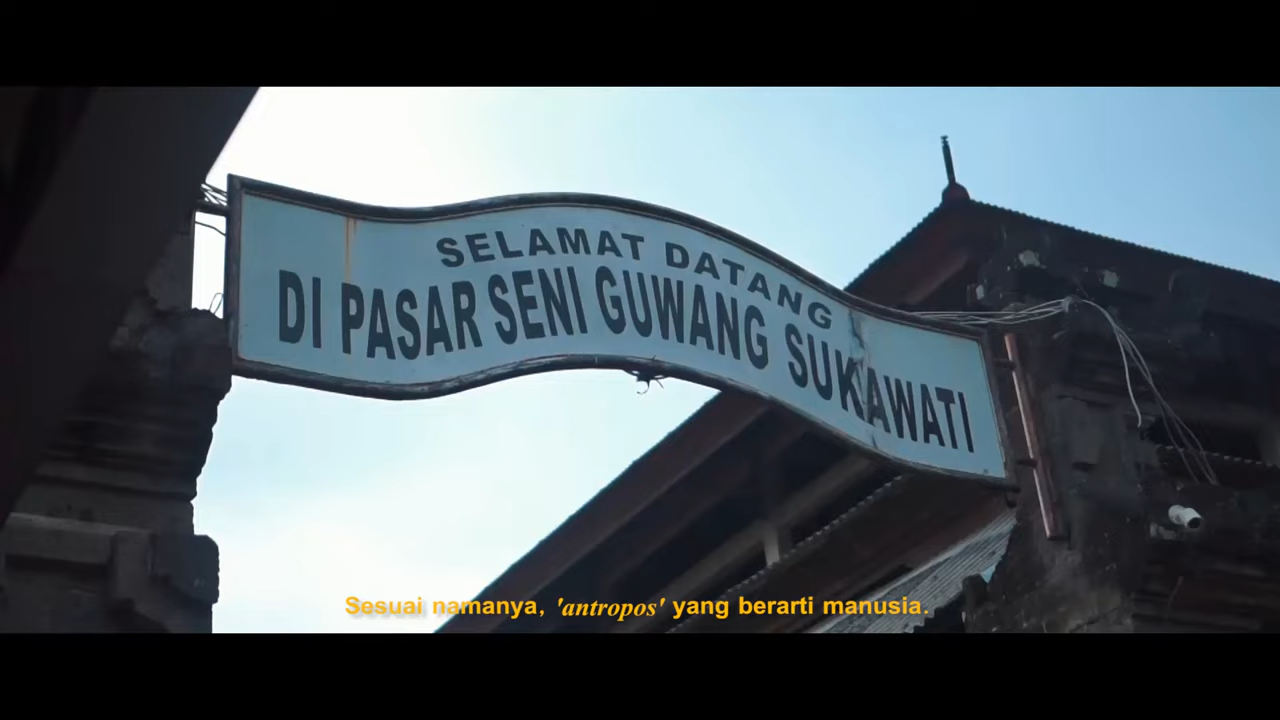 SELAMAT DATANG
DI PASAR SENI GUWANG SUKAWATI
Sesuai namanya, 'antropos' yang berarti manusia.